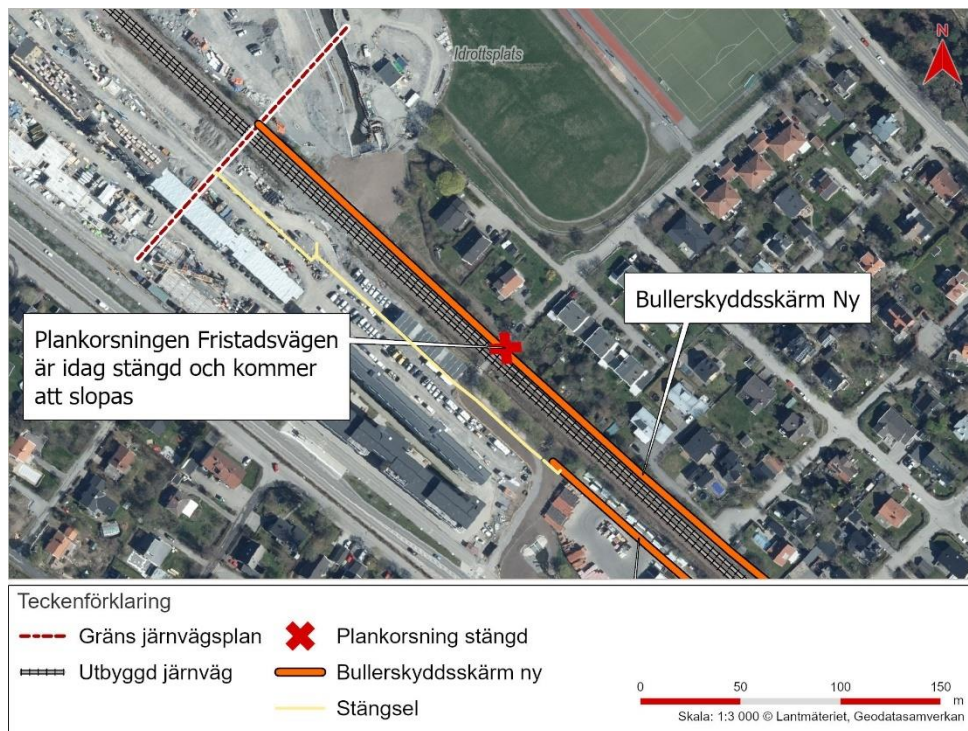 Idrottsplats
N
Bullerskyddsskärm Ny
Plankorsningen Fristadsvägen
är idag stängd och kommer
att slopas
Teckenförklaring
Gräns järnvägsplan
Plankorsning stängd
Utbyggd järnväg
Bullerskyddsskärm ny
Stängsel
0 50 100 150
m
Skala: 1:3 000 © Lantmäteriet, Geodatasamverkan